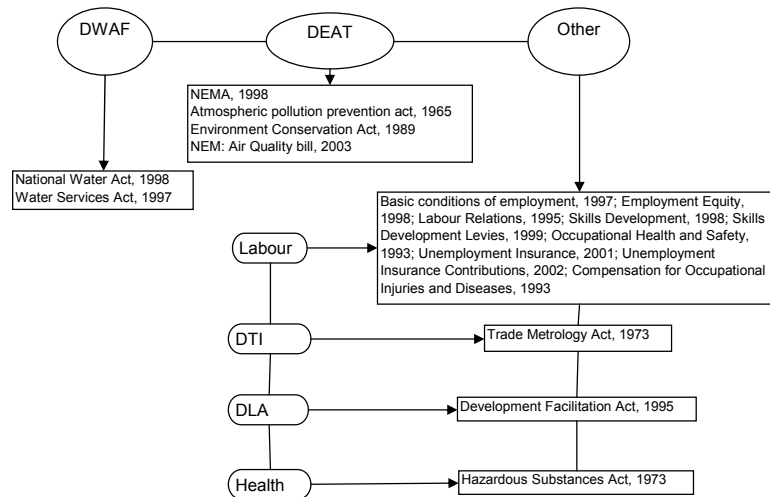 DWAF
DEAT
Other
NEMA, 1998
Atmospheric pollution prevention act, 1965
Environment Conservation Act, 1989
NEM: Air Quality bill, 2003
National Water Act, 1998
Water Services Act, 1997
Basic conditions of employment, 1997; Employment Equity,
1998; Labour Relations, 1995; Skills Development, 1998; Skills
Development Levies, 1999; Occupational Health and Safety,
1993; Unemployment Insurance, 2001; Unemployment
Insurance Contributions, 2002; Compensation for Occupational
Injuries and Diseases, 1993
Labour
DTI
Trade Metrology Act, 1973
DLA
Development Facilitation Act, 1995
Health
Hazardous Substances Act, 1973